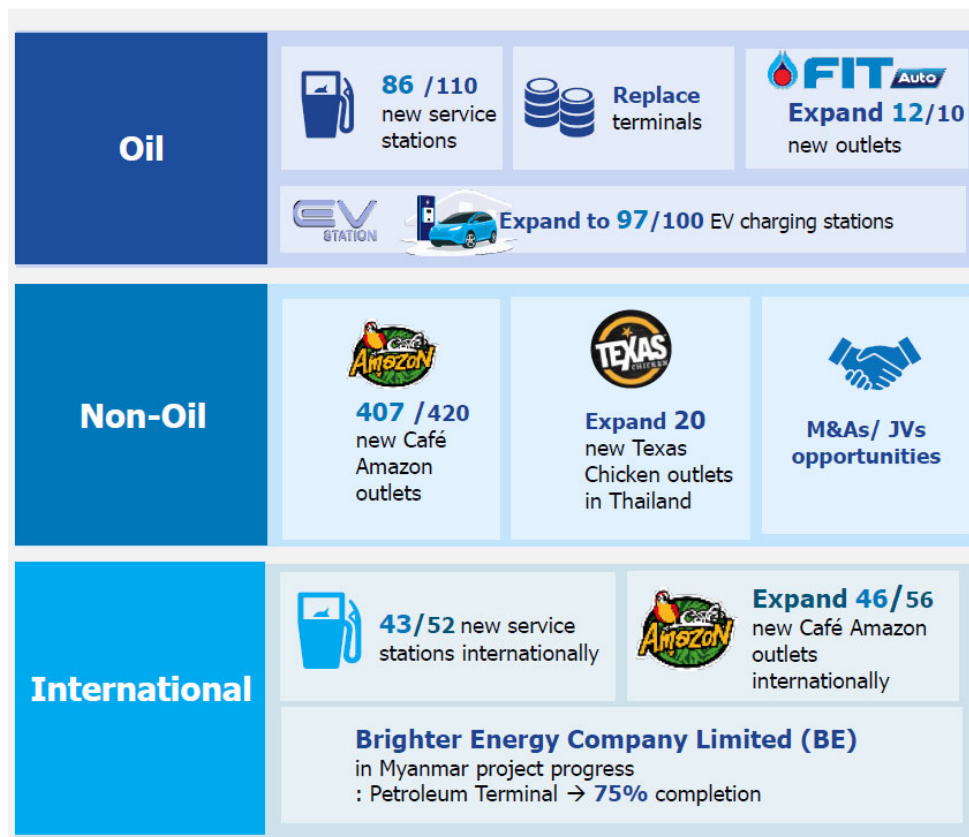 Oil
86 /110
new service
stations
Replace
terminals
FIT Auto
Expand 12/10
new outlets
EV
STATION
Expand to 97/100 EV charging stations
Non-Oil
Café
Amazon
407 /420
new Café
Amazon
outlets
TEXAS
CHICKEN
Expand 20
new Texas
Chicken outlets
in Thailand
M&As/ JVs
opportunities
International
43/52 new service
stations internationally
Café
Amazon
Expand 46/56
new Café Amazon
outlets
internationally
Brighter Energy Company Limited (BE)
in Myanmar project progress
: Petroleum Terminal → 75% completion